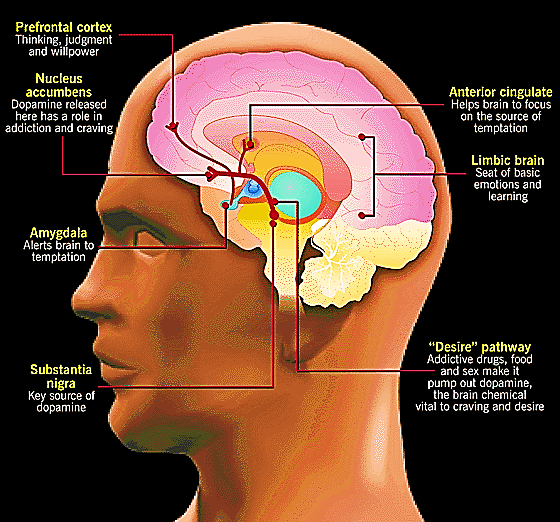 Prefrontal cortex
Thinking, judgment
and willpower
Nucleus
accumbens
Dopamine released
here has a role in
addiction and craving
Amygdala
Alerts brain to
temptation
Substantia
nigra
Key source of
dopamine
Anterior cingulate
Helps brain to focus
on the source of
temptation
Limbic brain
Seat of basic
emotions and
learning
"Desire" pathway
Addictive drugs, food
and sex make it
pump out dopamine,
the brain chemical
vital to craving and desire